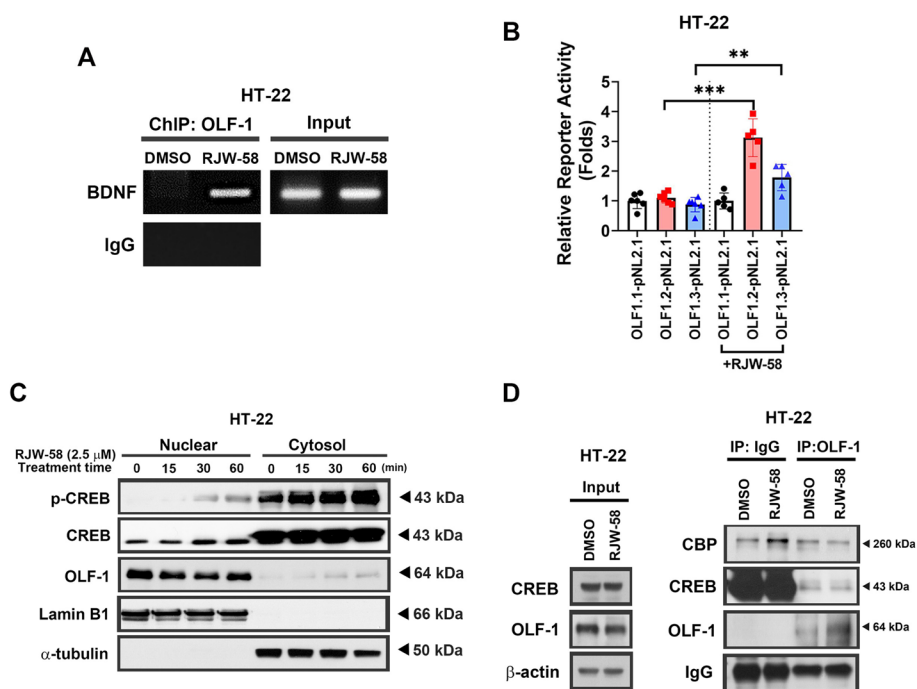 A
HT-22
ChIP: OLF-1 Input
DMSO RJW-58 DMSO RJW-58
BDNF
IgG
B
HT-22
Relative Reporter Activity
(Folds)
5
4
3
2
1
0
***
**
OLF1.1-pNL2.1
OLF1.2-pNL2.1
OLF1.3-pNL2.1
OLF1.1-pNL2.1
OLF1.2-pNL2.1
OLF1.3-pNL2.1
+RJW-58
C
HT-22
RJW-58 (2.5 μM) Nuclear Cytosol
Treatment time 0 15 30 60 0 15 30 60 (min)
p-CREB 43 kDa
CREB 43 kDa
OLF-1 64 kDa
Lamin B1 66 kDa
α-tubulin 50 kDa
D
HT-22
Input
DMSO
RJW-58
CREB
OLF-1
β-actin
HT-22
IP: IgG IP:OLF-1
DMSO
RJW-58
DMSO
RJW-58
CBP 260 kDa
CREB 43 kDa
OLF-1 64 kDa
IgG